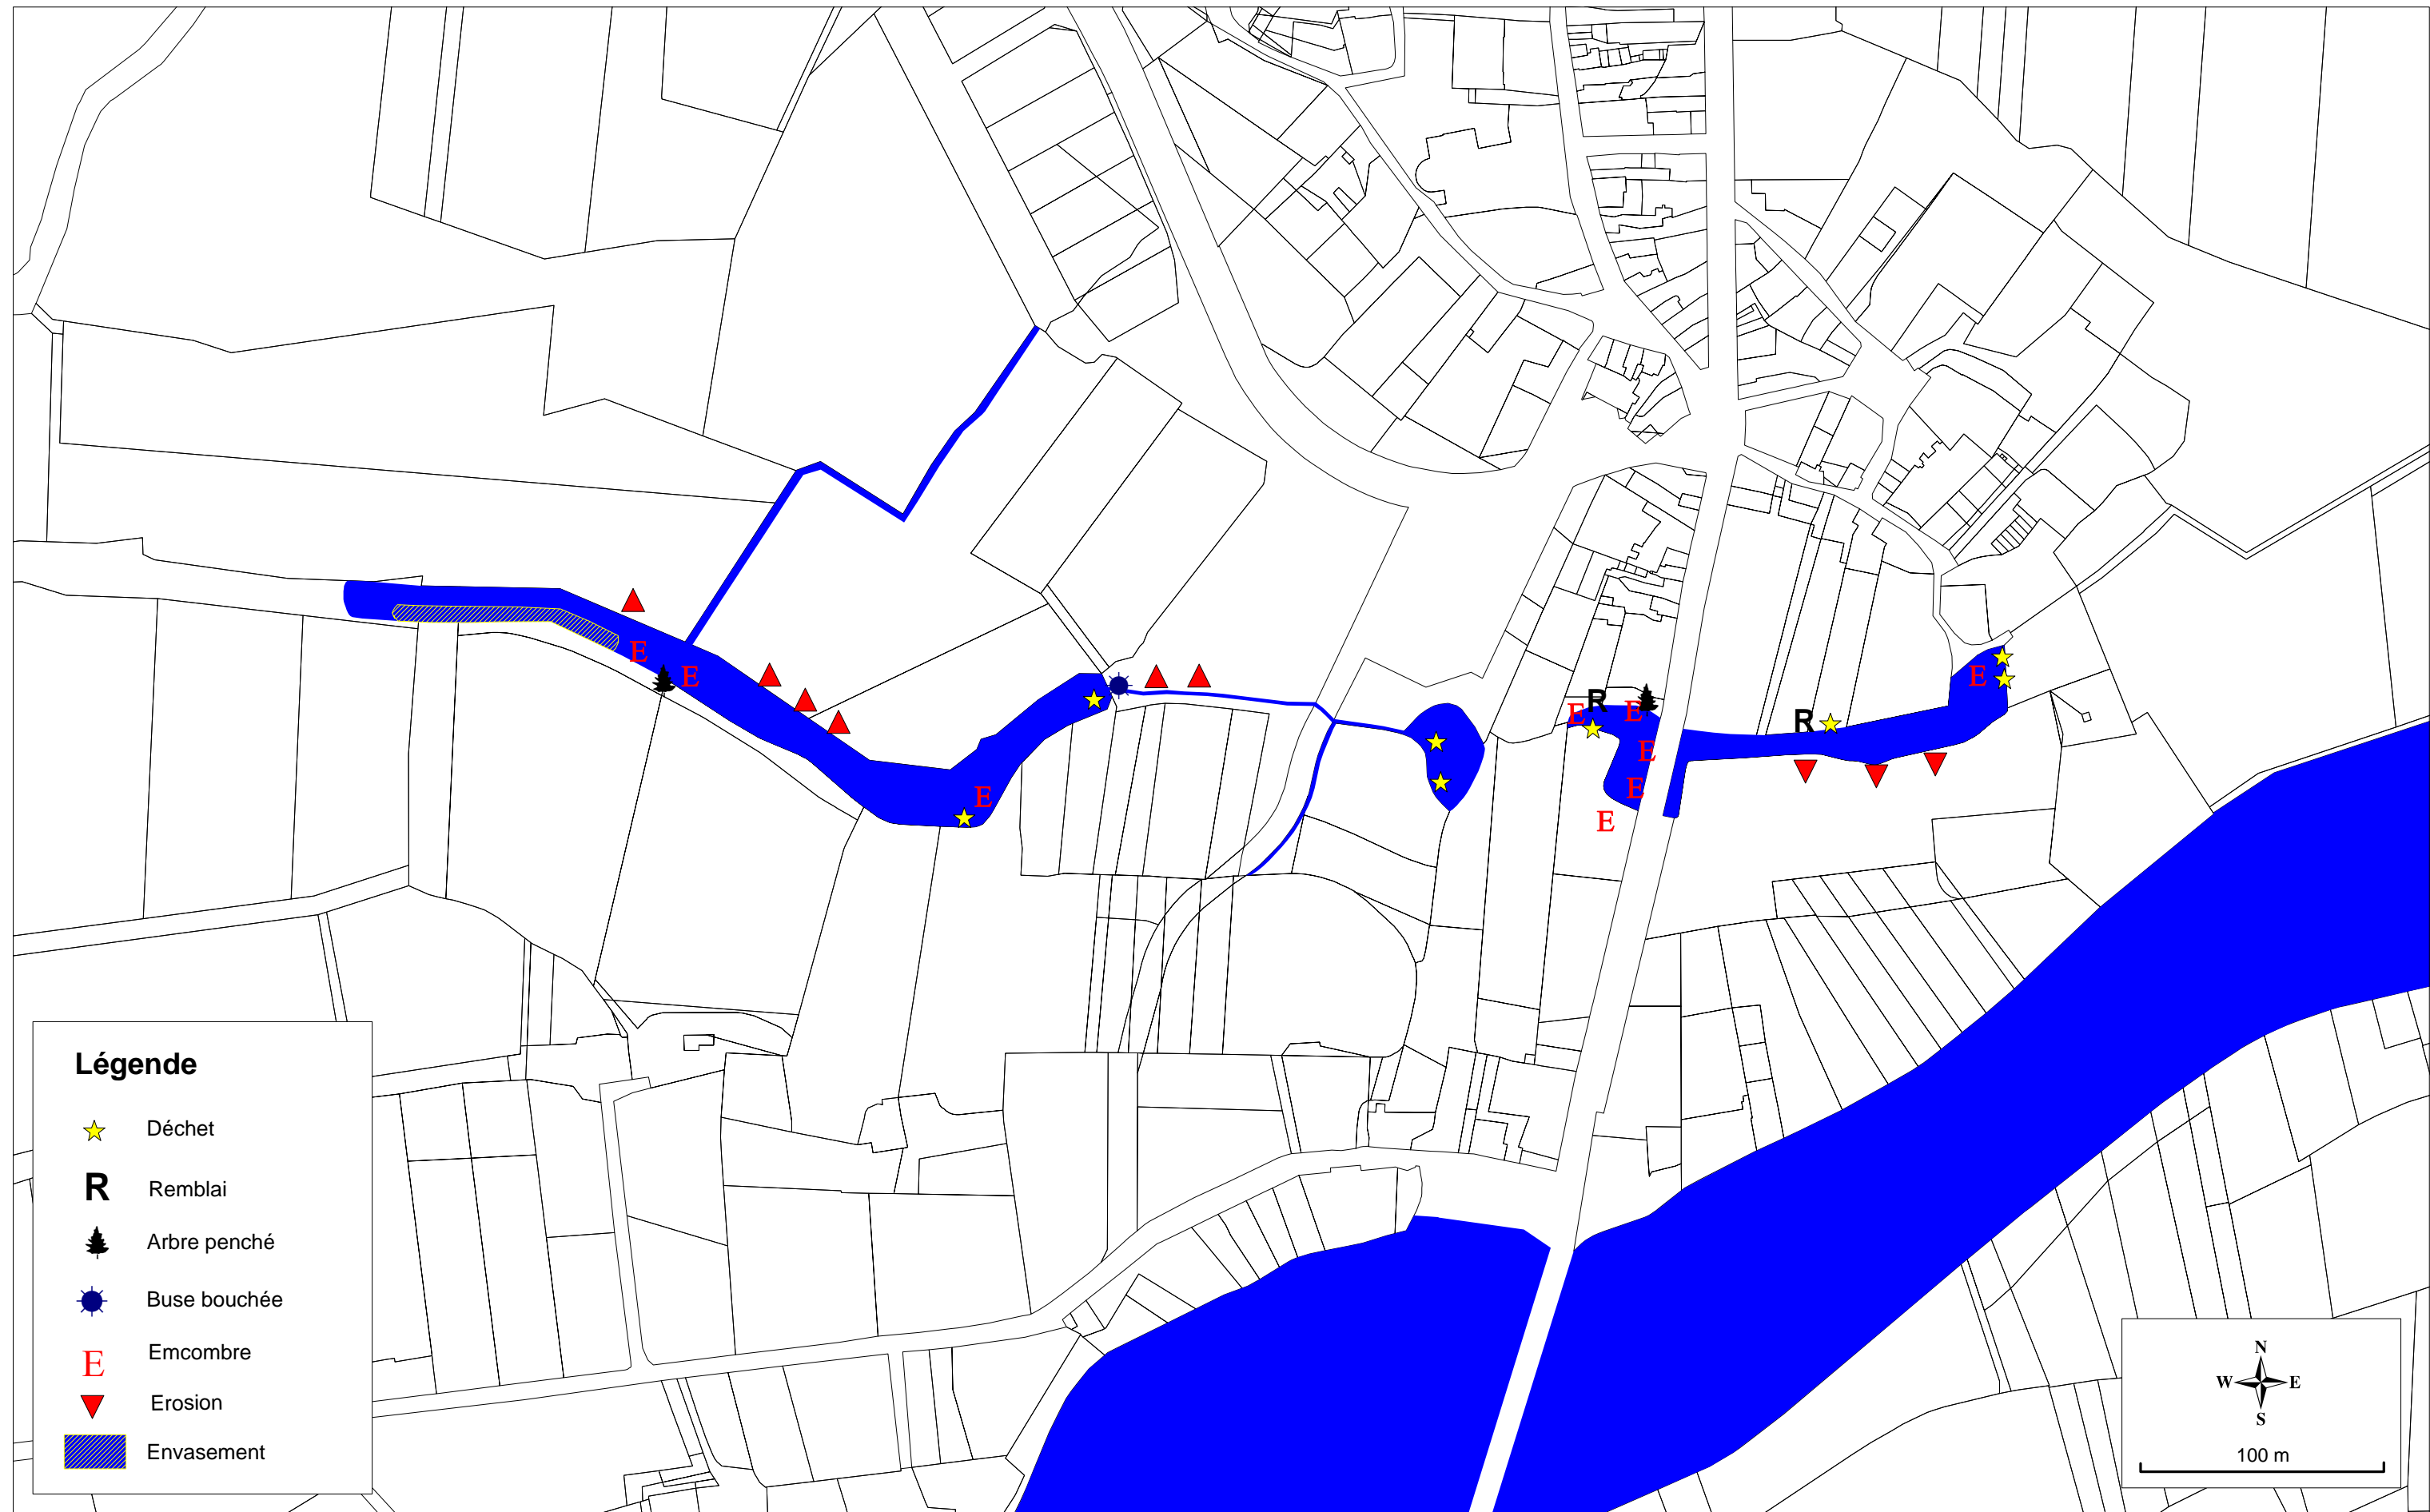 E
E
E
R
E
E
E
E
E
R
E
Légende
Déchet
R Remblai
Arbre penché
Buse bouchée
E Emcombre
Erosion
Envasement
N
W E
S
100 m